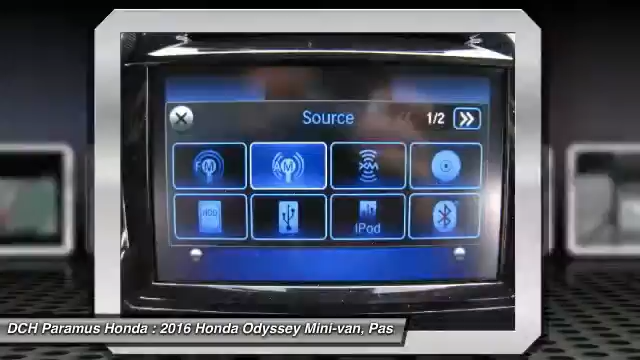 Source
1/2
FM
AM
XM
HDD
iPod
DCH Paramus Honda : 2016 Honda Odyssey Mini-van, Pas